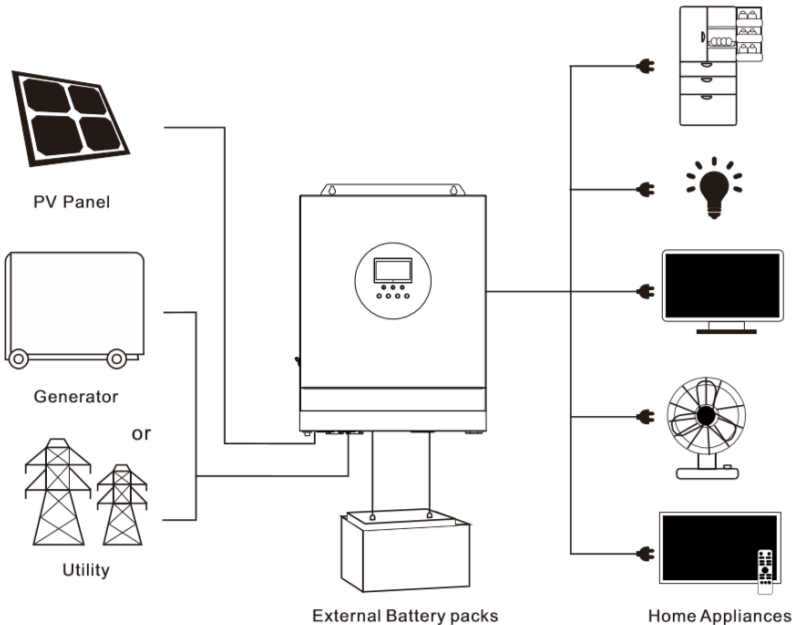 PV Panel
Generator
or
Utility
External Battery packs
Home Appliances